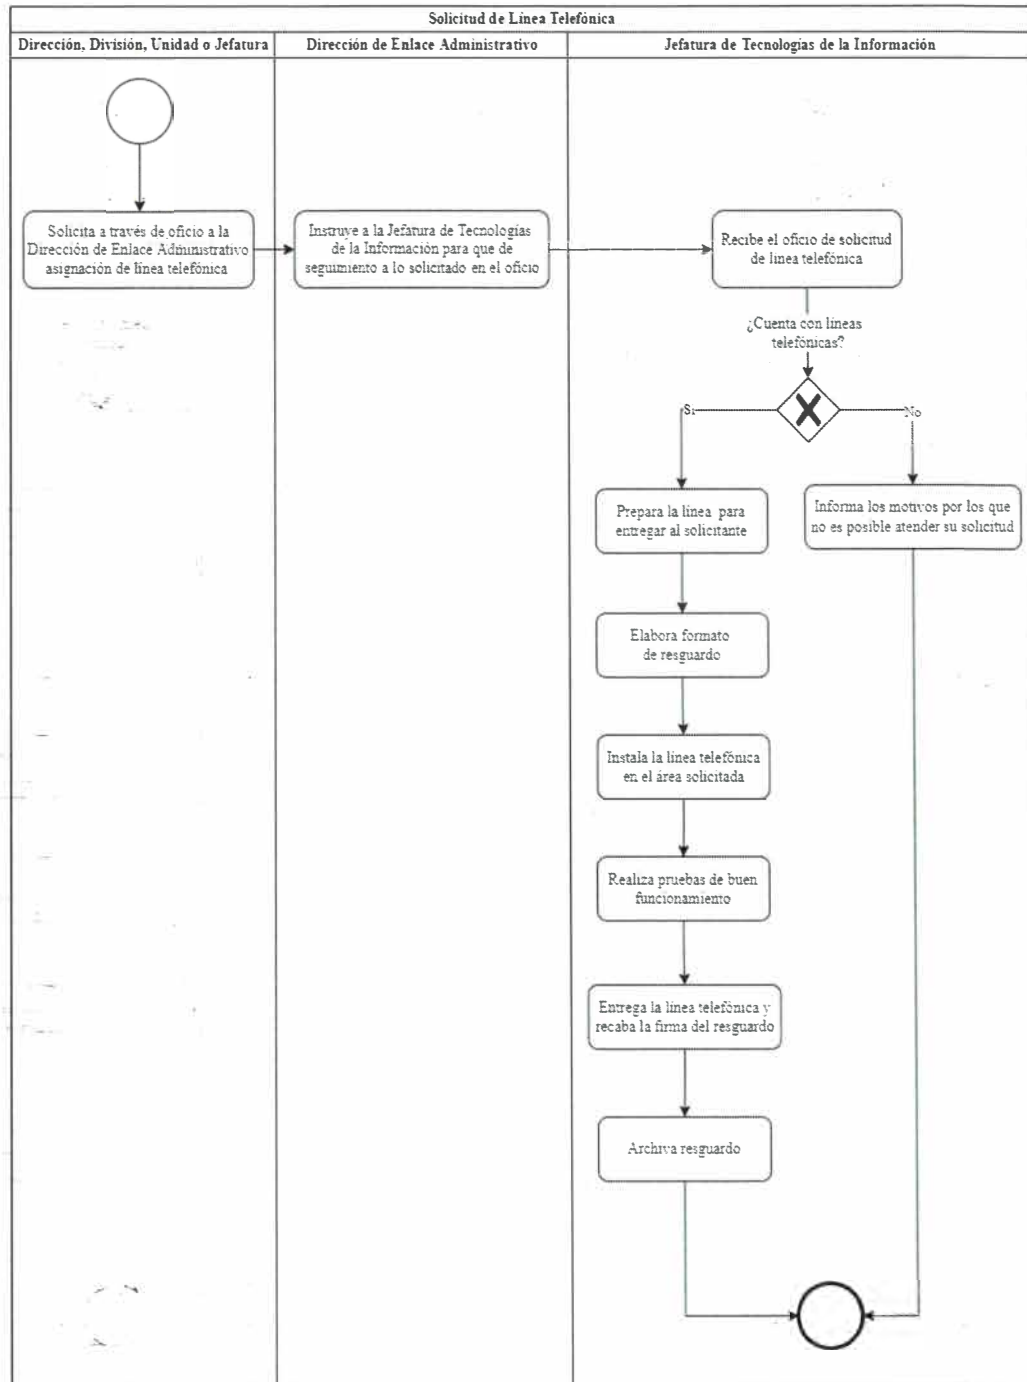 Solicitud de Línea Telefónica
Dirección, División, Unidad o Jefatura
Dirección de Enlace Administrativo
Jefatura de Tecnologías de la Información
Solicita a través de oficio a la
Dirección de Enlace Administrativo
asignación de línea telefónica
Instruye a la Jefatura de Tecnologías
de la Información para que de
seguimiento a lo solicitado en el oficio
Recibe el oficio de solicitud
de línea telefónica
¿Cuenta con líneas
telefónicas?
Si
No
Prepara la línea para
entregar al solicitante
Informa los motivos por los que
no es posible atender su solicitud
Elabora formato
de resguardo
Instala la línea telefónica
en el área solicitada
Realiza pruebas de buen
funcionamiento
Entrega la línea telefónica y
recaba la firma del resguardo
Archiva resguardo